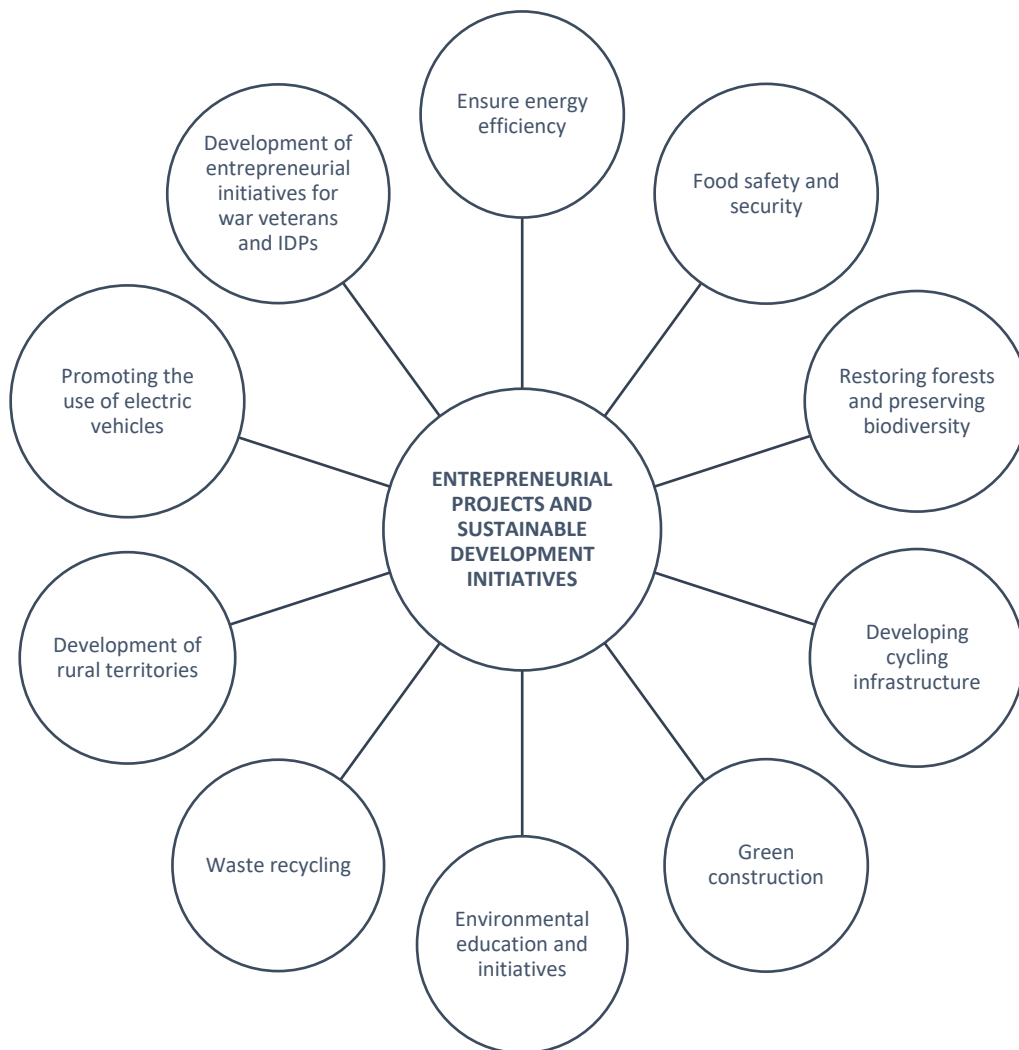 Ensure energy
efficiency
Food safety and
security
Restoring forests
and preserving
biodiversity
Developing
cycling
infrastructure
Green
construction
Environmental
education and
initiatives
Waste recycling
Development of
rural territories
Promoting the
use of electric
vehicles
Development of
entrepreneurial
initiatives for
war veterans
and IDPs
ENTREPRENEURIAL
PROJECTS AND
SUSTAINABLE
DEVELOPMENT
INITIATIVES